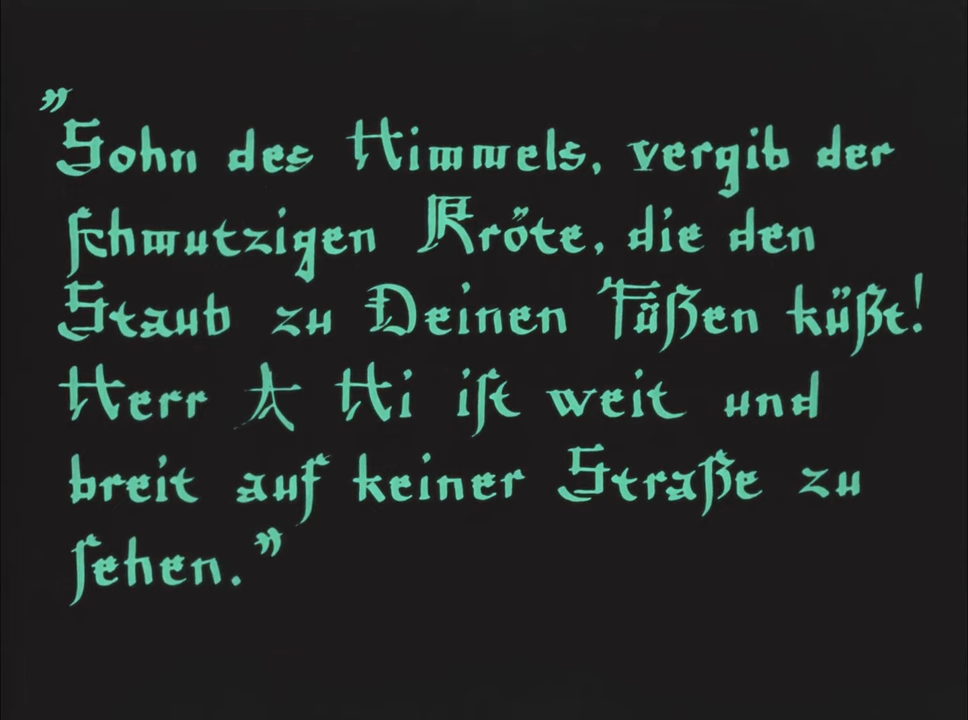 ”Sohn des Himmels, vergib der
schmutzigen Kröte, die den
Staub zu Deinen Füßen küßt!
Herr A Hi ist weit und
breit auf keiner Straße zu
sehen.”